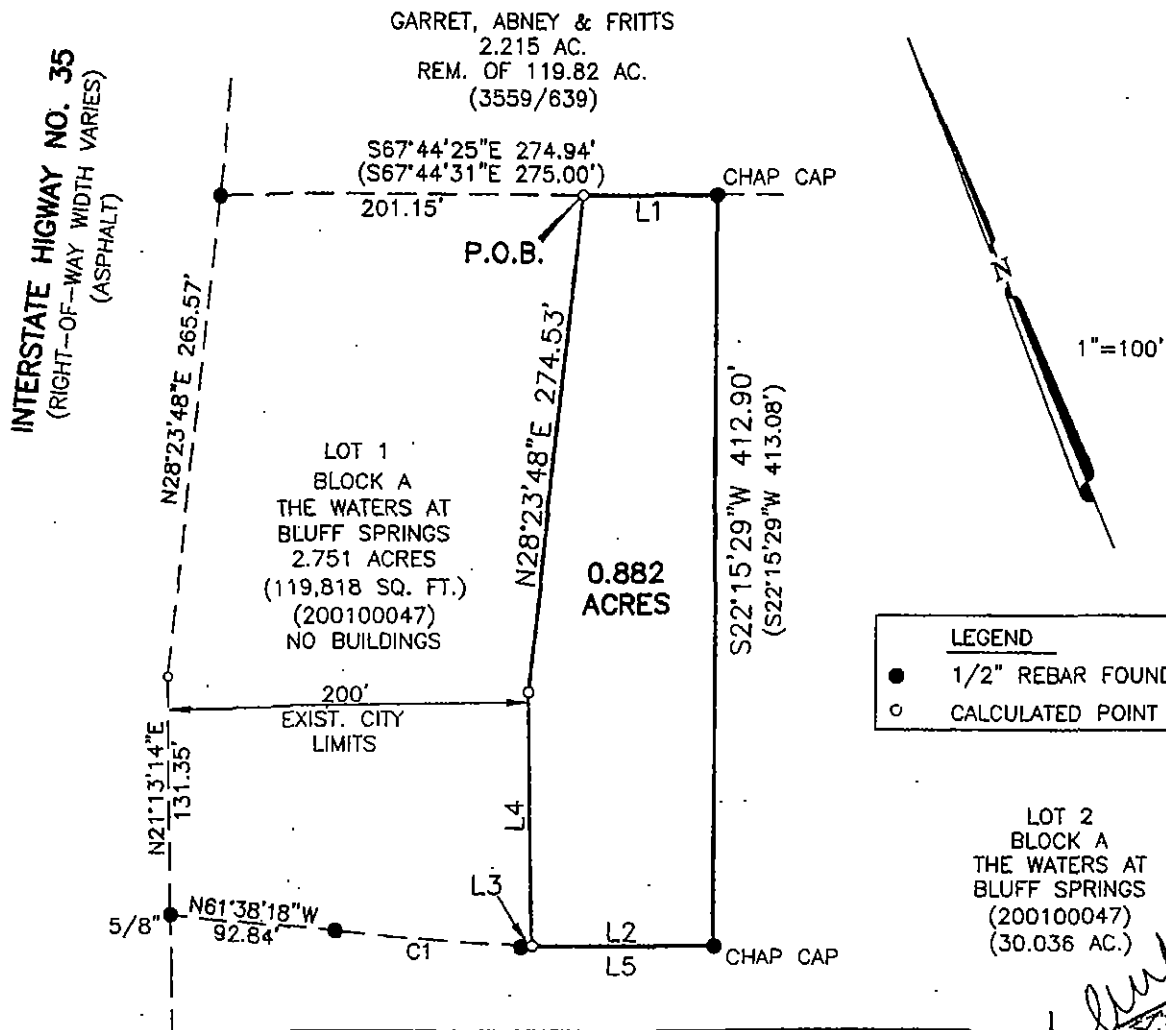 GARRET, ABNEY & FRITTS
2.215 AC.
REM. OF 119.82 AC.
(3559/639)
INTERSTATE HIGWAY NO. 35
(RIGHT-OF-WAY WIDTH VARIES)
(ASPHALT)
S67°44'25"E 274.94'
(S67°44'31"E 275.00')
201.15'
CHAP CAP
L1
P.O.B.
N
1"=100'
N28°23'48"E 265.57'
N28°23'48"E 274.53'
S22°15'29"W 412.90'
(S22°15'29"W 413.08')
LOT 1
BLOCK A
THE WATERS AT
BLUFF SPRINGS
2.751 ACRES
(119,818 SQ. FT.)
(200100047)
NO BUILDINGS
0.882
ACRES
LEGEND
1/2" REBAR FOUND
CALCULATED POINT
200'
EXIST. CITY
LIMITS
N21°13'14"E
131.35'
L4
LOT 2
BLOCK A
THE WATERS AT
BLUFF SPRINGS
(200100047)
(30.036 AC.)
L3
5/8"
N61°38'18"W
92.84'
C1
L2
L5
CHAP CAP